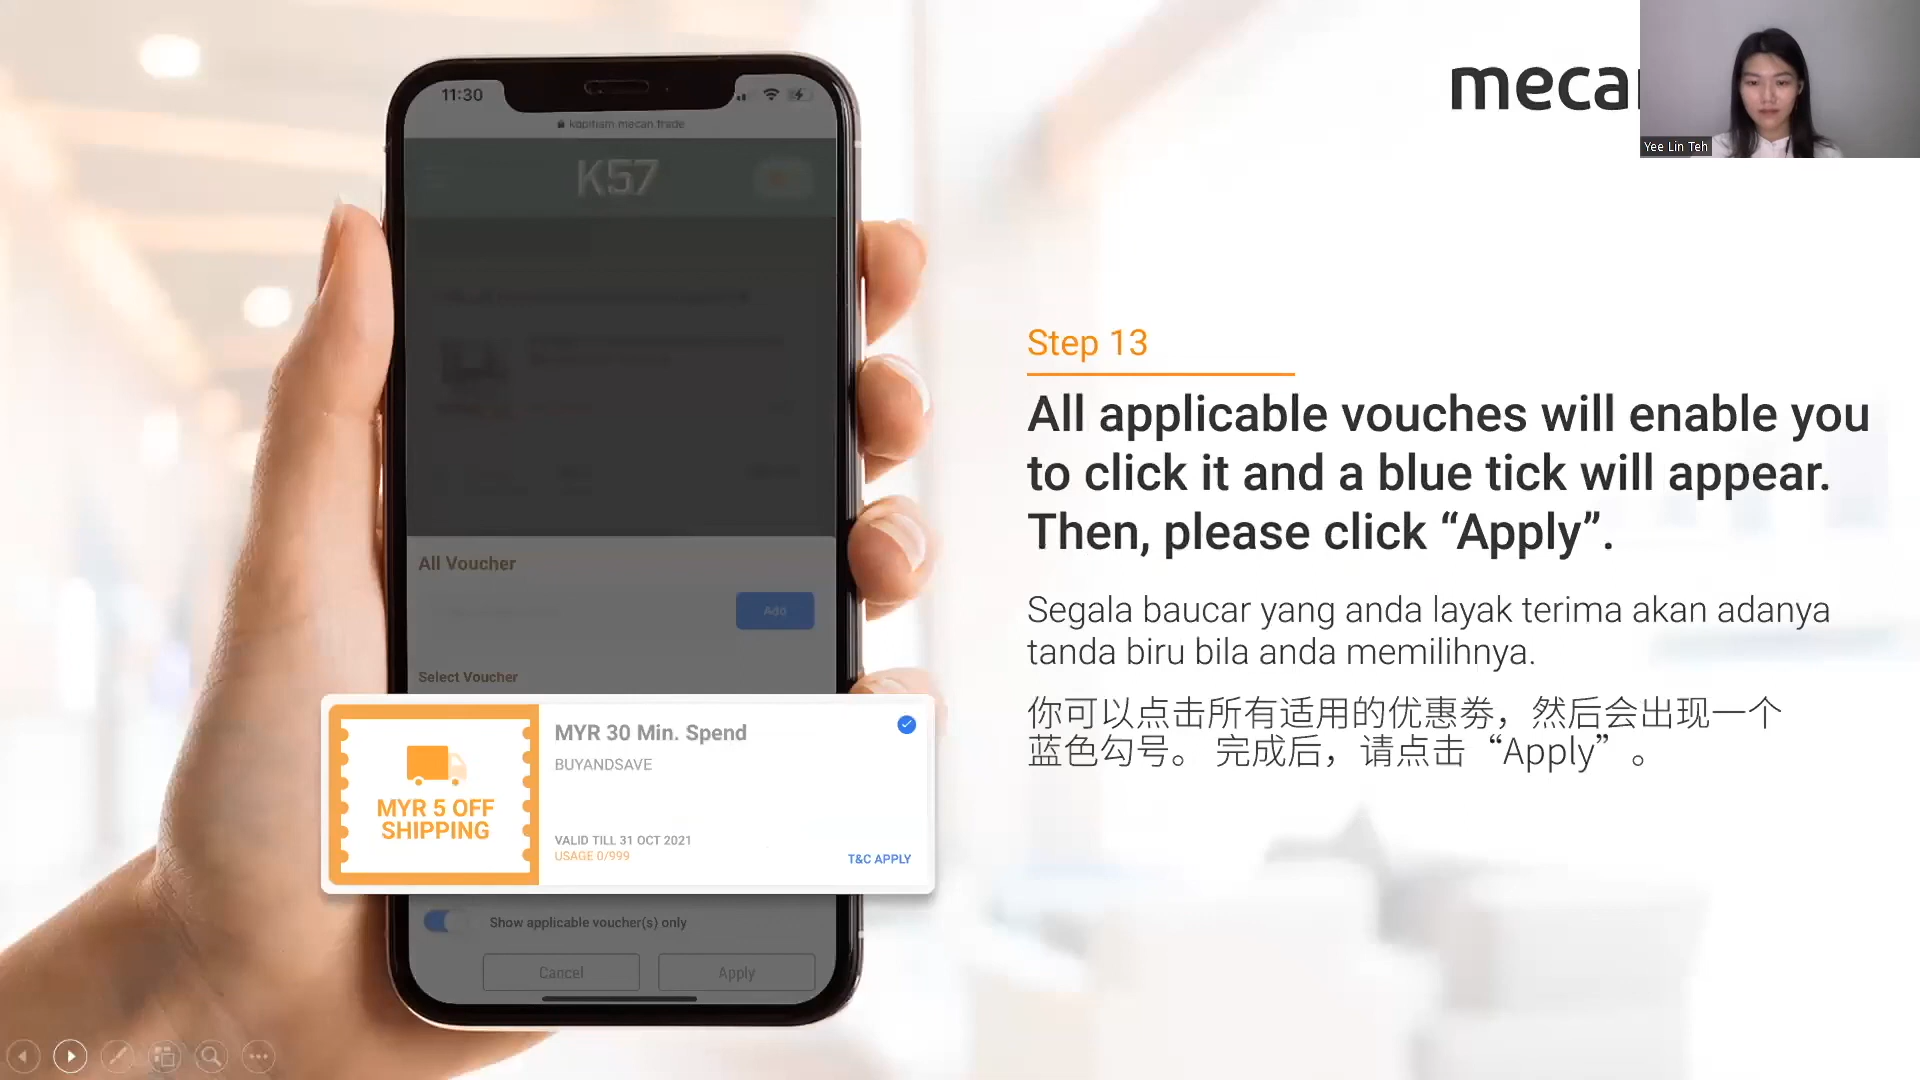 11:30
kopitiam.mecan.trade
K57
All Voucher
Add
Select Voucher
MYR 5 OFF
SHIPPING
MYR 30 Min. Spend
BUYANDSAVE
VALID TILL 31 OCT 2021
USAGE 0/999
T&C APPLY
Show applicable voucher(s) only
Cancel
Apply
meca
Yee Lin Teh
Step 13
All applicable vouches will enable you
to click it and a blue tick will appear.
Then, please click “Apply”.
Segala baucar yang anda layak terima akan adanya
tanda biru bila anda memilihnya.
你可以点击所有适用的优惠券，然后会出现一个
蓝色勾号。 完成后，请点击“Apply”。